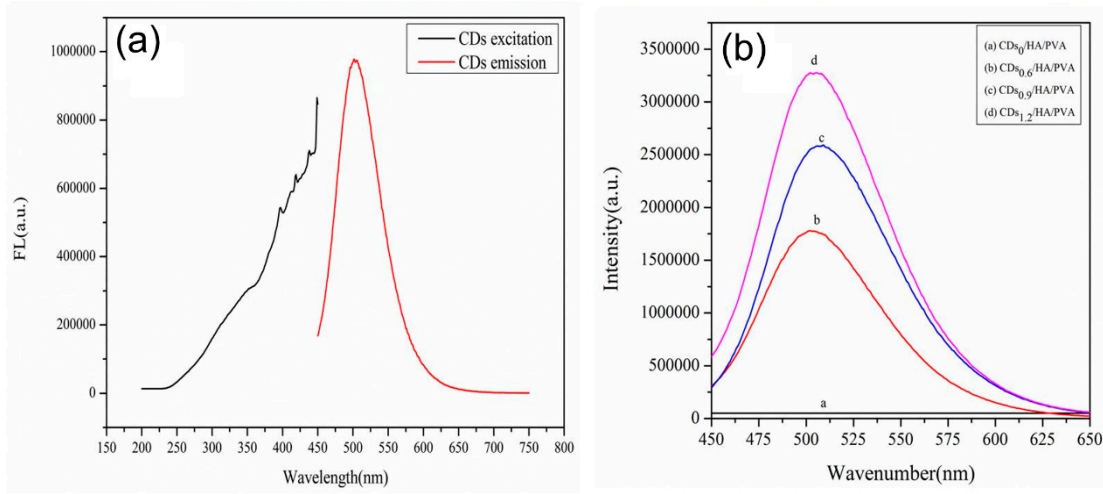 (a)
CDs excitation
CDs emission
FL(a.u.)
1000000
800000
600000
400000
200000
0
150 200 250 300 350 400 450 500 550 600 650 700 750 800
Wavelength(nm)
(b)
(a) CDs0/HA/PVA
(b) CDs0.6/HA/PVA
(c) CDs0.9/HA/PVA
(d) CDs1.2/HA/PVA
d
c
b
a
Intensity(a.u.)
3500000
3000000
2500000
2000000
1500000
1000000
500000
0
450 475 500 525 550 575 600 625 650
Wavenumber(nm)